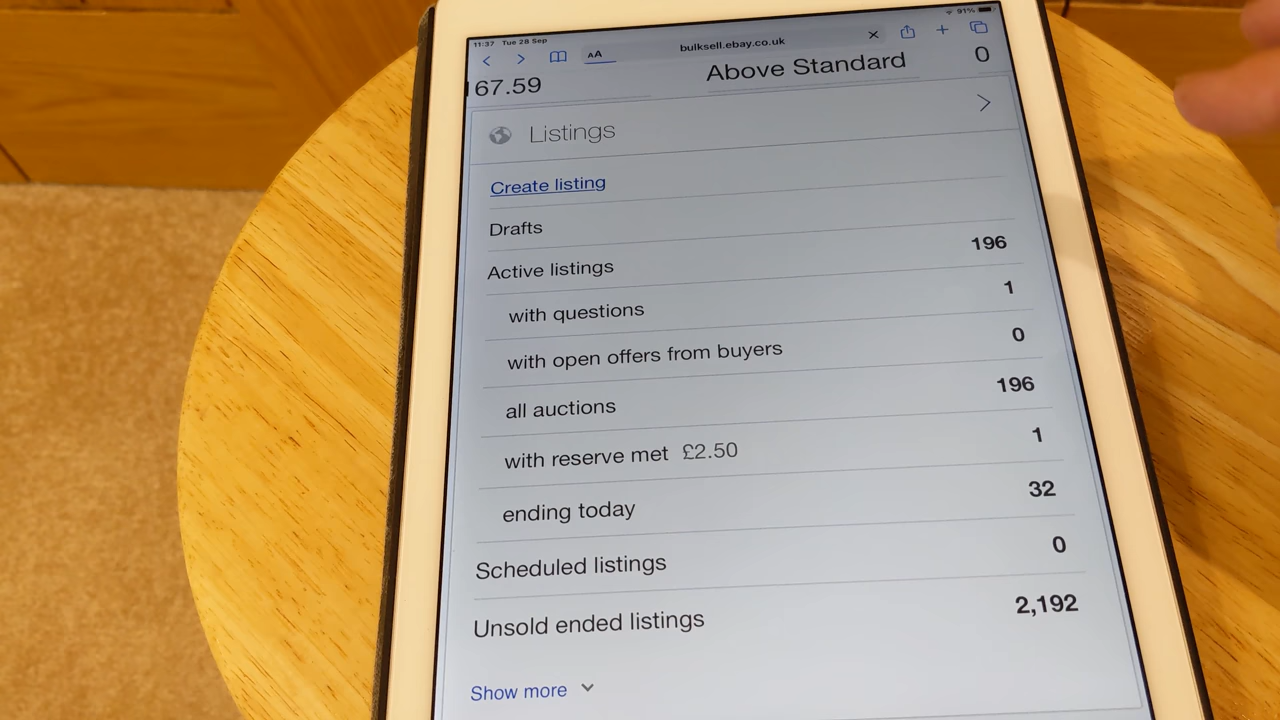 11:37 Tue 28 Sep
91%
AA bulksell.ebay.co.uk
67.59 Above Standard 0
Listings
Create listing
Drafts
Active listings 196
with questions 1
with open offers from buyers 0
all auctions 196
with reserve met £2.50 1
ending today 32
Scheduled listings 0
Unsold ended listings 2,192
Show more